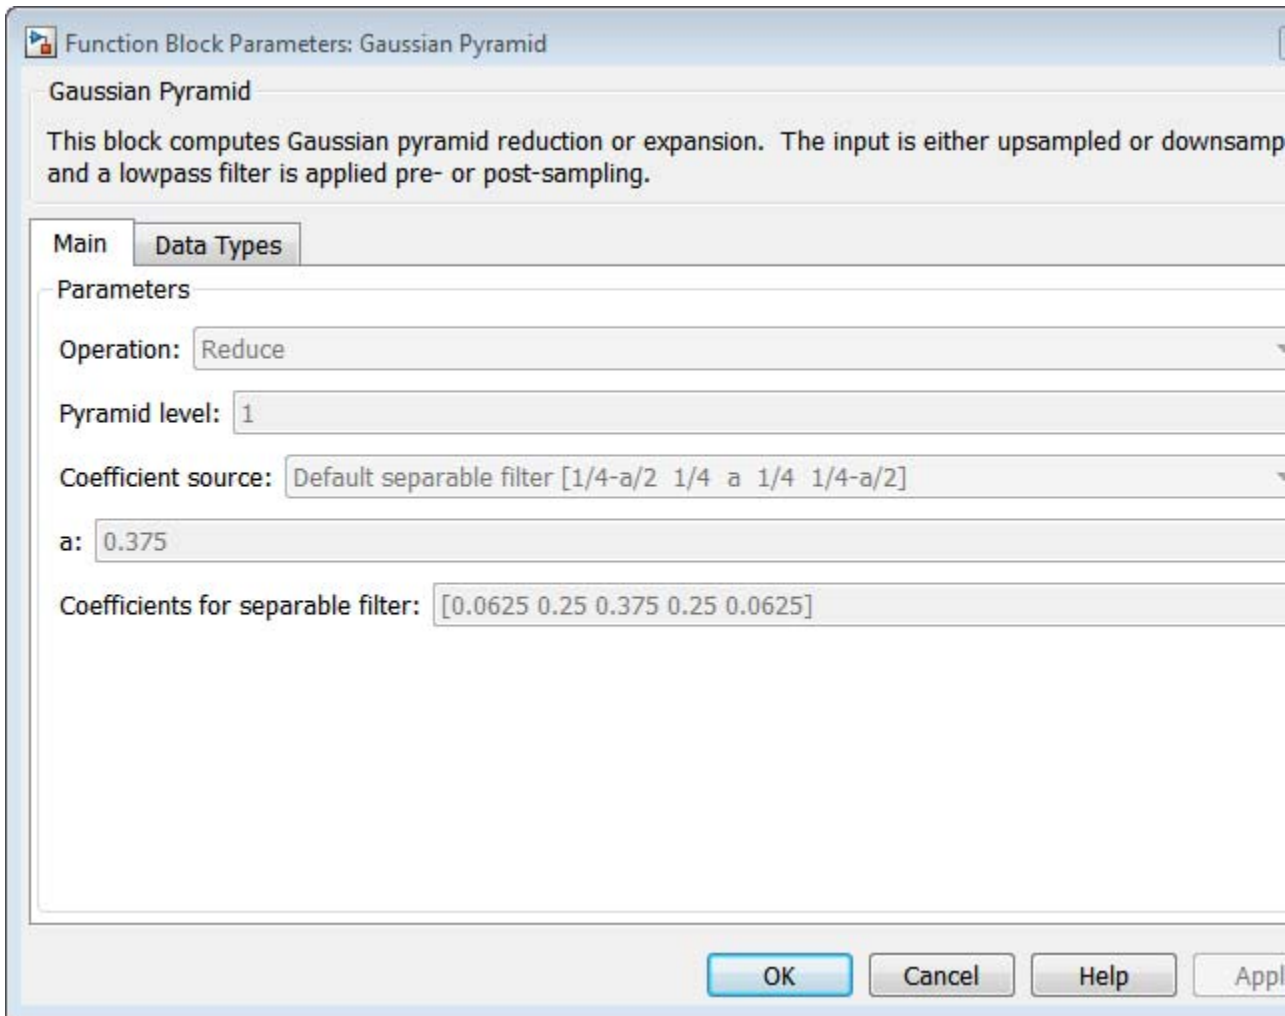 Function Block Parameters: Gaussian Pyramid
Gaussian Pyramid
This block computes Gaussian pyramid reduction or expansion.  The input is either upsampled or downsamp
and a lowpass filter is applied pre- or post-sampling.
Main Data Types
Parameters
Operation: Reduce
Pyramid level: 1
Coefficient source: Default separable filter [1/4-a/2  1/4  a  1/4  1/4-a/2]
a: 0.375
Coefficients for separable filter: [0.0625 0.25 0.375 0.25 0.0625]
OK Cancel Help Appl